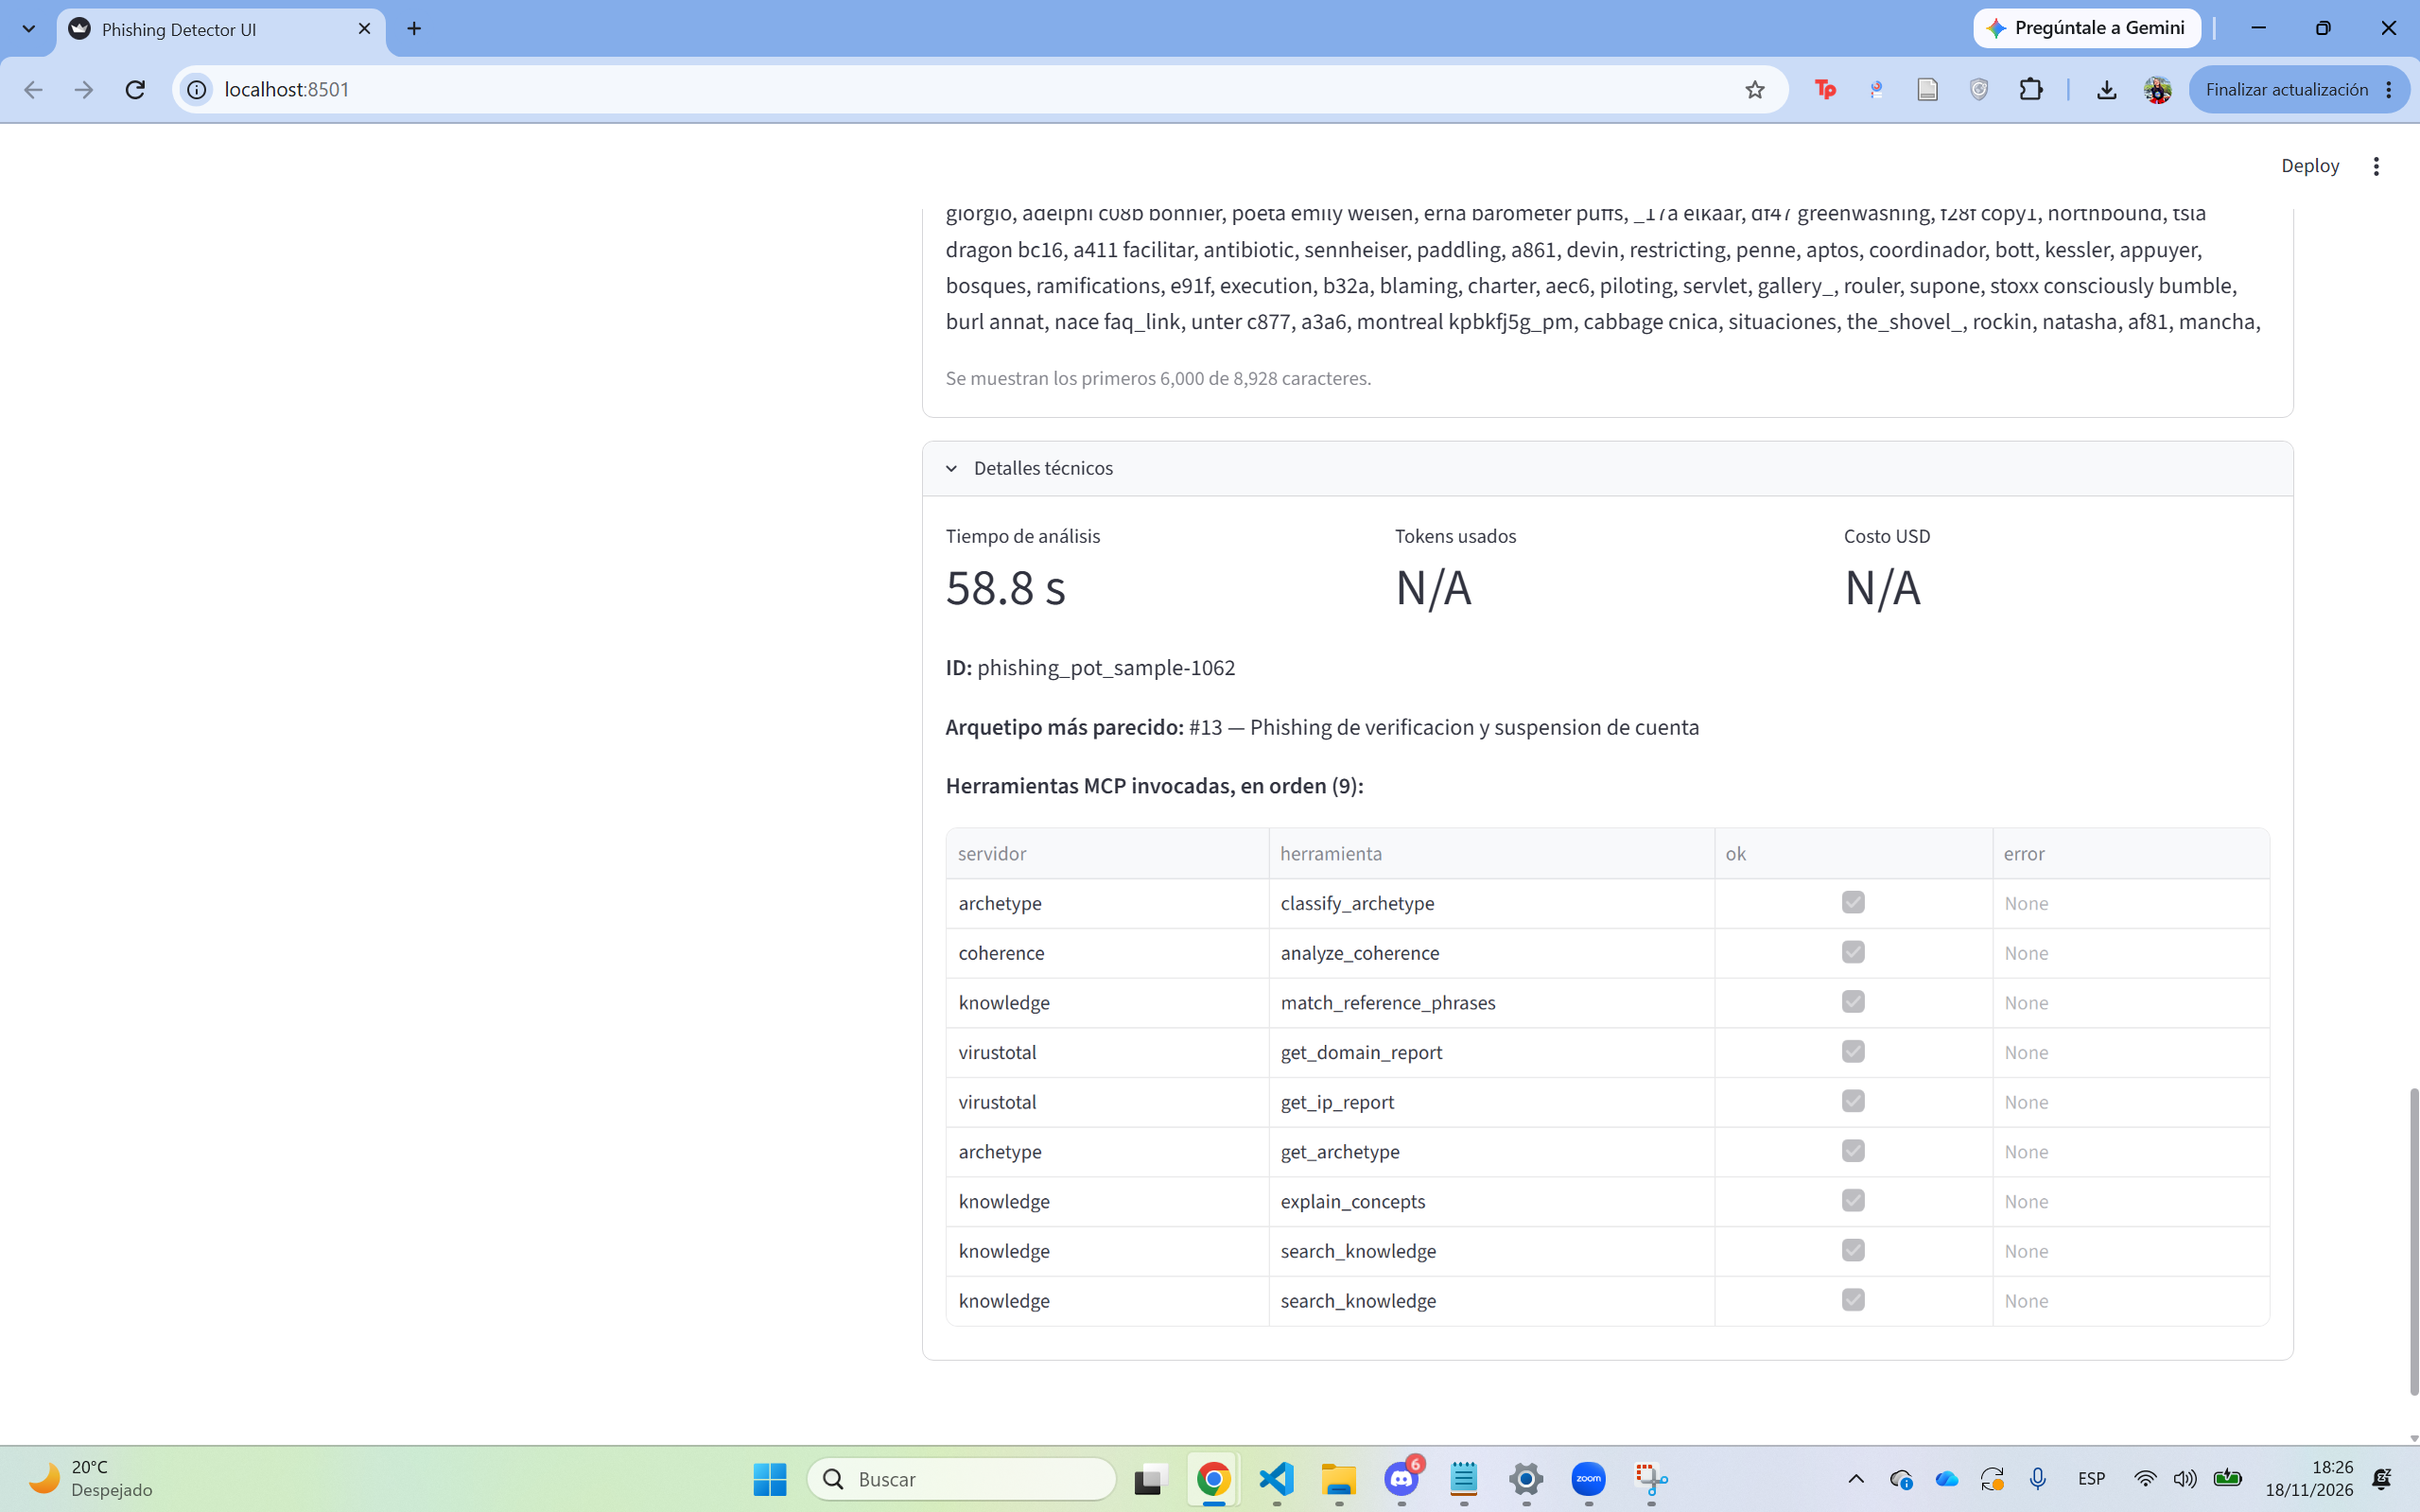 Phishing Detector UI
Pregúntale a Gemini
localhost:8501
Tp
Finalizar actualización
Deploy
giorgio, adelphi c08b bonnier, poeta emily weisen, erna barometer puffs, _17a elkaar, df47 greenwashing, f28f copy1, northbound, tsla
dragon bc16, a411 facilitar, antibiotic, sennheiser, paddling, a861, devin, restricting, penne, aptos, coordinador, bott, kessler, appuyer,
bosques, ramifications, e91f, execution, b32a, blaming, charter, aec6, piloting, servlet, gallery_, rouler, supone, stoxx consciously bumble,
burl annat, nace faq_link, unter c877, a3a6, montreal kpbkfj5g_pm, cabbage cnica, situaciones, the_shovel_, rockin, natasha, af81, mancha,
Se muestran los primeros 6,000 de 8,928 caracteres.
Detalles técnicos
Tiempo de análisis Tokens usados Costo USD
58.8 s N/A N/A
ID: phishing_pot_sample-1062
Arquetipo más parecido: #13 — Phishing de verificacion y suspension de cuenta
Herramientas MCP invocadas, en orden (9):
servidor herramienta ok error
archetype classify_archetype None
coherence analyze_coherence None
knowledge match_reference_phrases None
virustotal get_domain_report None
virustotal get_ip_report None
archetype get_archetype None
knowledge explain_concepts None
knowledge search_knowledge None
knowledge search_knowledge None
20°C
Despejado
Buscar
6
zoom
ESP
18:26
18/11/2026